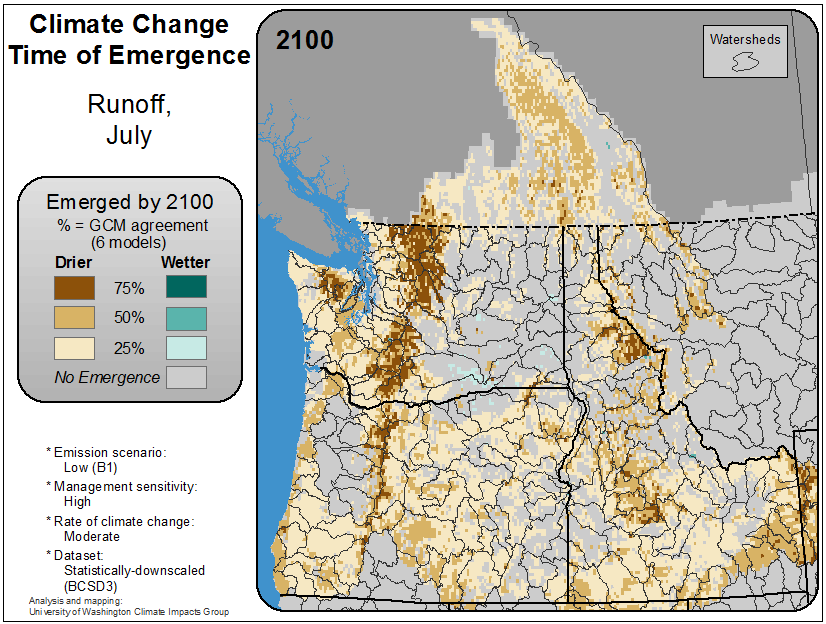 Climate Change
Time of Emergence
Runoff,
July
Emerged by 2100
% = GCM agreement
(6 models)
Drier Wetter
75%
50%
25%
No Emergence
* Emission scenario:
Low (B1)
* Management sensitivity:
High
* Rate of climate change:
Moderate
* Dataset:
Statistically-downscaled
(BCSD3)
Analysis and mapping:
University of Washington Climate Impacts Group
2100
Watersheds